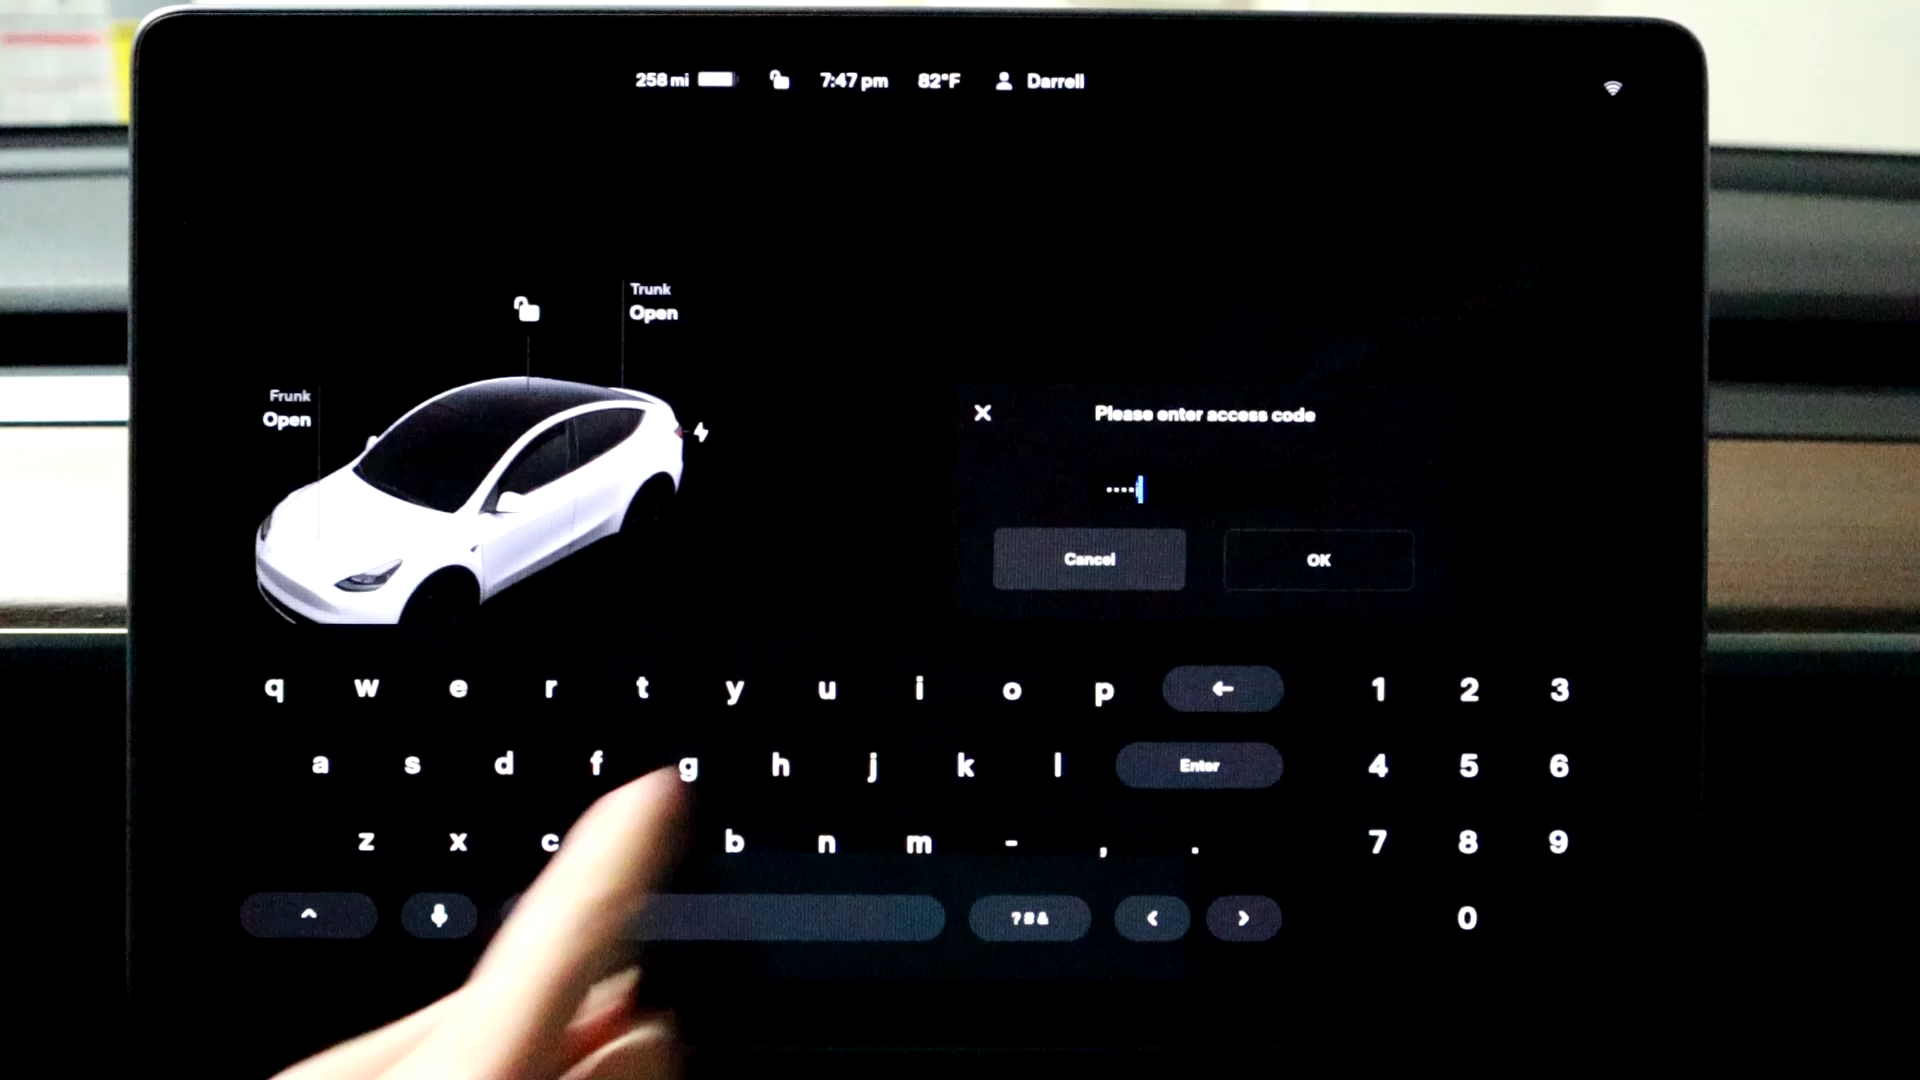 258 mi 7:47 pm 82°F Darrell
Trunk
Open
Frunk
Open
Please enter access code
Cancel OK
q w e r t y u i o p 1 2 3
a s d f g h j k l Enter 4 5 6
z x c b n m - , . 7 8 9
?#& 0